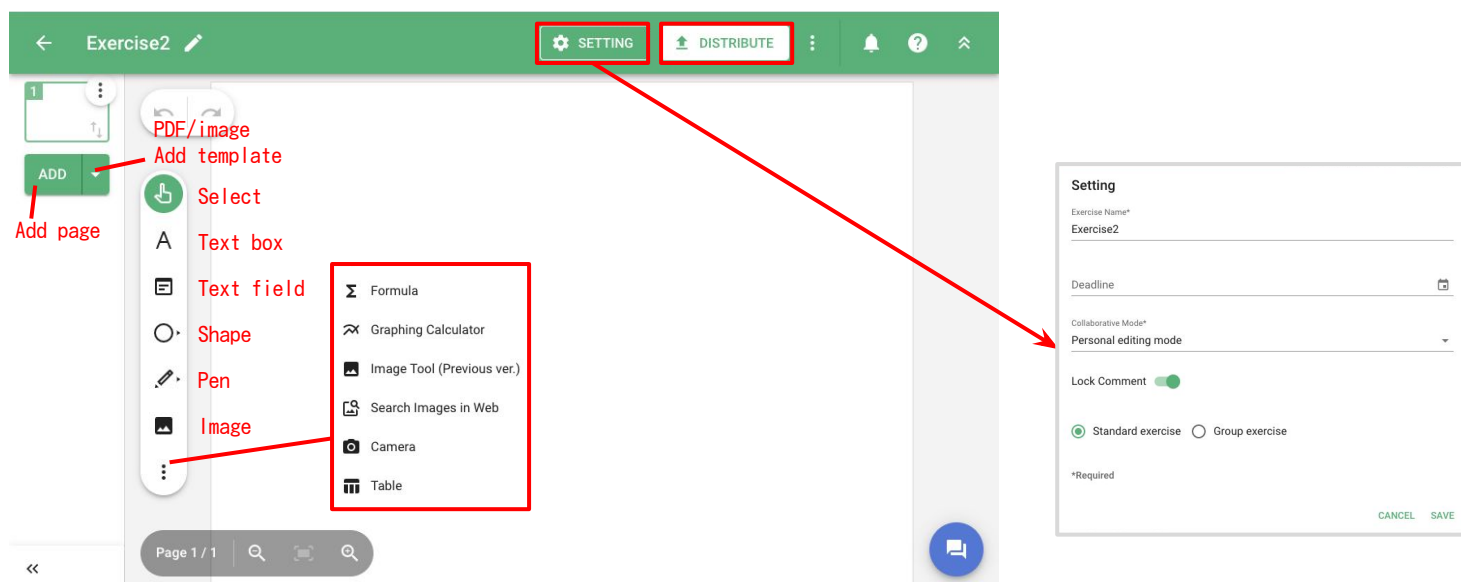 Exercise2
SETTING
DISTRIBUTE
1
PDF/image
Add template
ADD
Add page
Select
Text box
Text field
Shape
Pen
Image
Formula
Graphing Calculator
Image Tool (Previous ver.)
Search Images in Web
Camera
Table
Page 1 / 1
Setting
Exercise Name*
Exercise2
Deadline
Collaborative Mode*
Personal editing mode
Lock Comment
Standard exercise Group exercise
*Required
CANCEL SAVE